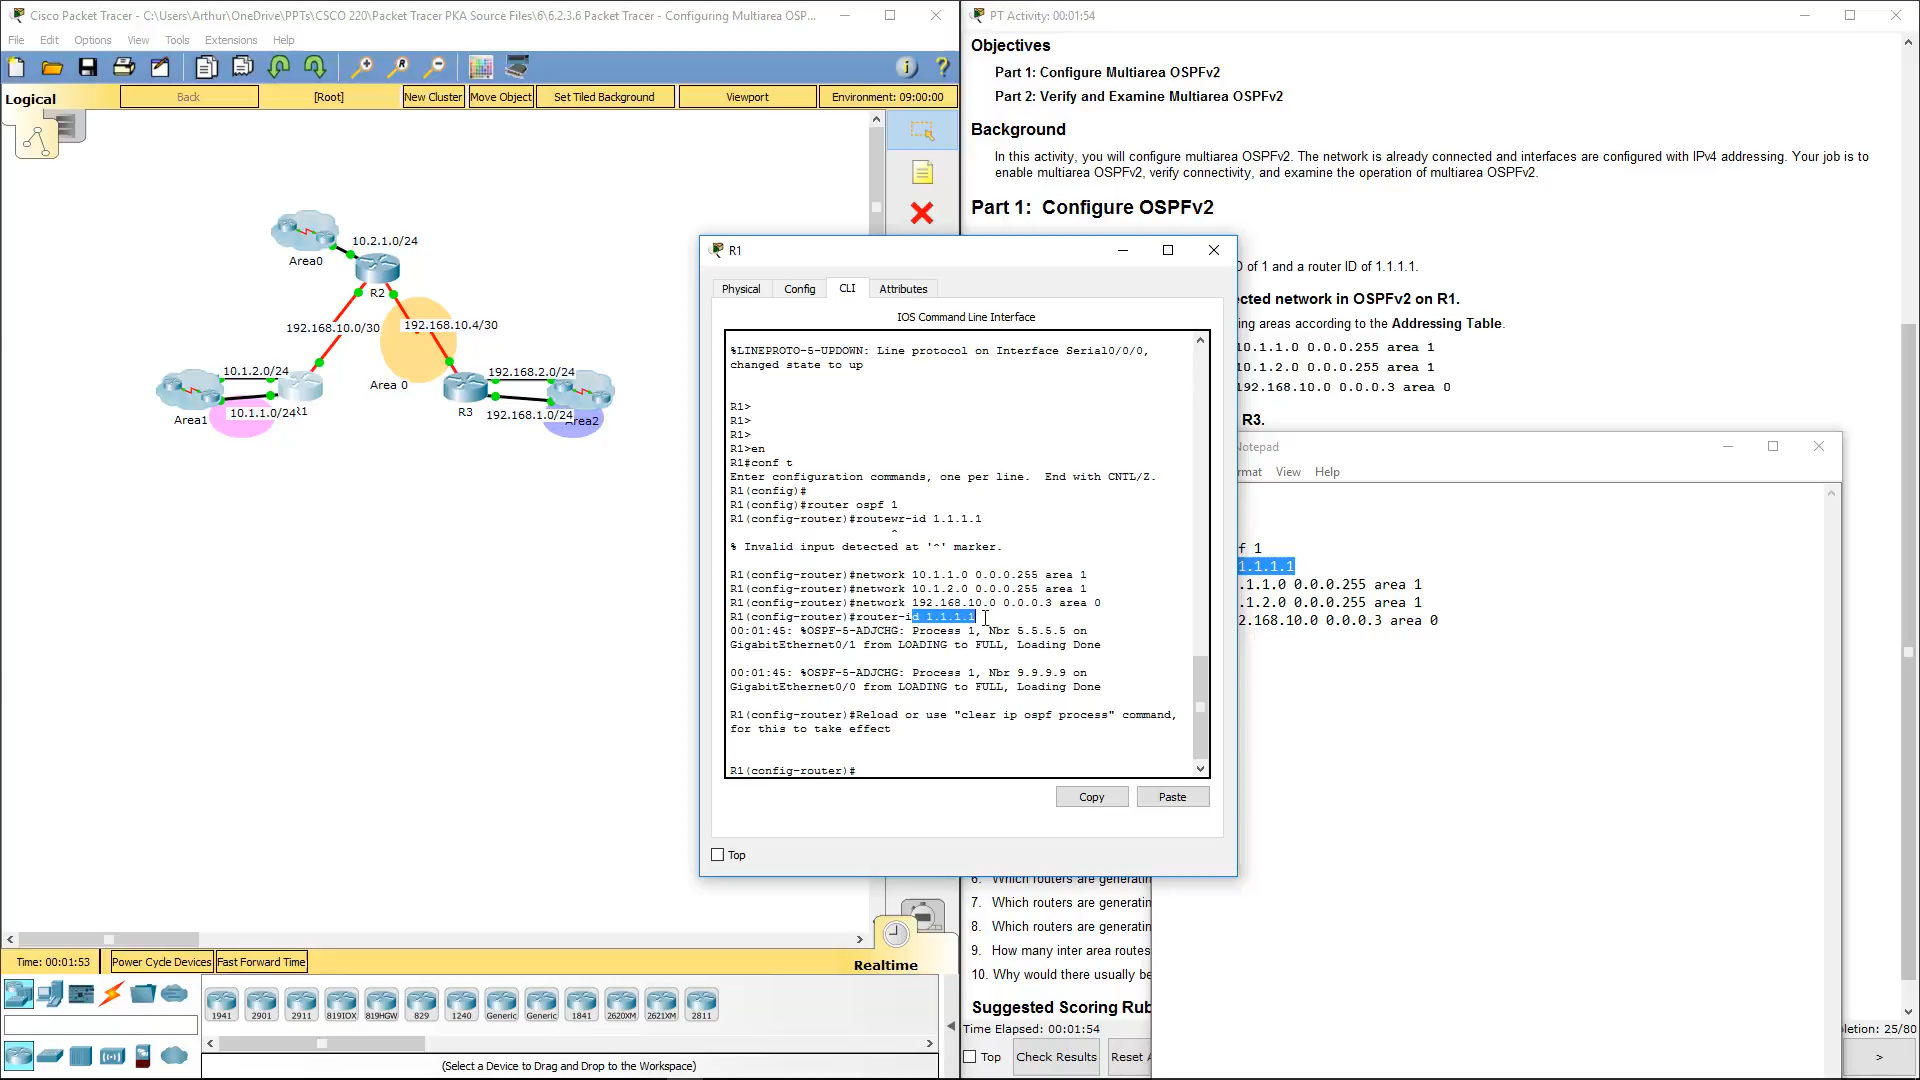 Cisco Packet Tracer - C:\Users\Arthur\OneDrive\PPTs\CSCO 220\Packet Tracer PKA Source Files\6\6.2.3.6 Packet Tracer - Configuring Multiarea OSP...
File Edit Options View Tools Extensions Help
Logical
Back
[Root]
New Cluster
Move Object
Set Tiled Background
Viewport
Environment: 09:00:00
10.2.1.0/24
Area0
R2
192.168.10.0/30
192.168.10.4/30
10.1.2.0/24
Area 0
192.168.2.0/24
10.1.1.0/24
R1
Area1
R3
192.168.1.0/24
Area2
R1
Physical Config CLI Attributes
IOS Command Line Interface
%LINEPROTO-5-UPDOWN: Line protocol on Interface Serial0/0/0,
changed state to up
R1>
R1>
R1>
R1>en
R1#conf t
Enter configuration commands, one per line.  End with CNTL/Z.
R1(config)#
R1(config)#router ospf 1
R1(config-router)#routewr-id 1.1.1.1
^
% Invalid input detected at '^' marker.
R1(config-router)#network 10.1.1.0 0.0.0.255 area 1
R1(config-router)#network 10.1.2.0 0.0.0.255 area 1
R1(config-router)#network 192.168.10.0 0.0.0.3 area 0
R1(config-router)#router-id 1.1.1.1
00:01:45: %OSPF-5-ADJCHG: Process 1, Nbr 5.5.5.5 on
GigabitEthernet0/1 from LOADING to FULL, Loading Done
00:01:45: %OSPF-5-ADJCHG: Process 1, Nbr 9.9.9.9 on
GigabitEthernet0/0 from LOADING to FULL, Loading Done
R1(config-router)#Reload or use "clear ip ospf process" command,
for this to take effect
R1(config-router)#
Copy Paste
Top
PT Activity: 00:01:54
Objectives
Part 1: Configure Multiarea OSPFv2
Part 2: Verify and Examine Multiarea OSPFv2
Background
In this activity, you will configure multiarea OSPFv2. The network is already connected and interfaces are configured with IPv4 addressing. Your job is to
enable multiarea OSPFv2, verify connectivity, and examine the operation of multiarea OSPFv2.
Part 1: Configure OSPFv2
of 1 and a router ID of 1.1.1.1.
ected network in OSPFv2 on R1.
ing areas according to the Addressing Table.
10.1.1.0 0.0.0.255 area 1
10.1.2.0 0.0.0.255 area 1
192.168.10.0 0.0.0.3 area 0
R3.
Notepad
rmat View Help
f 1
1.1.1.1
.1.1.0 0.0.0.255 area 1
.1.2.0 0.0.0.255 area 1
2.168.10.0 0.0.0.3 area 0
6. Which routers are generatin
7. Which routers are generatin
8. Which routers are generatin
9. How many inter area routes
10. Why would there usually be
Suggested Scoring Rub
Time Elapsed: 00:01:54
letion: 25/80
Top
Check Results
Reset A
>
Realtime
Time: 00:01:53
Power Cycle Devices
Fast Forward Time
1941 2901 2911 819IOX 819HGW 829 1240 Generic Generic 1841 2620XM 2621XM 2811
(Select a Device to Drag and Drop to the Workspace)